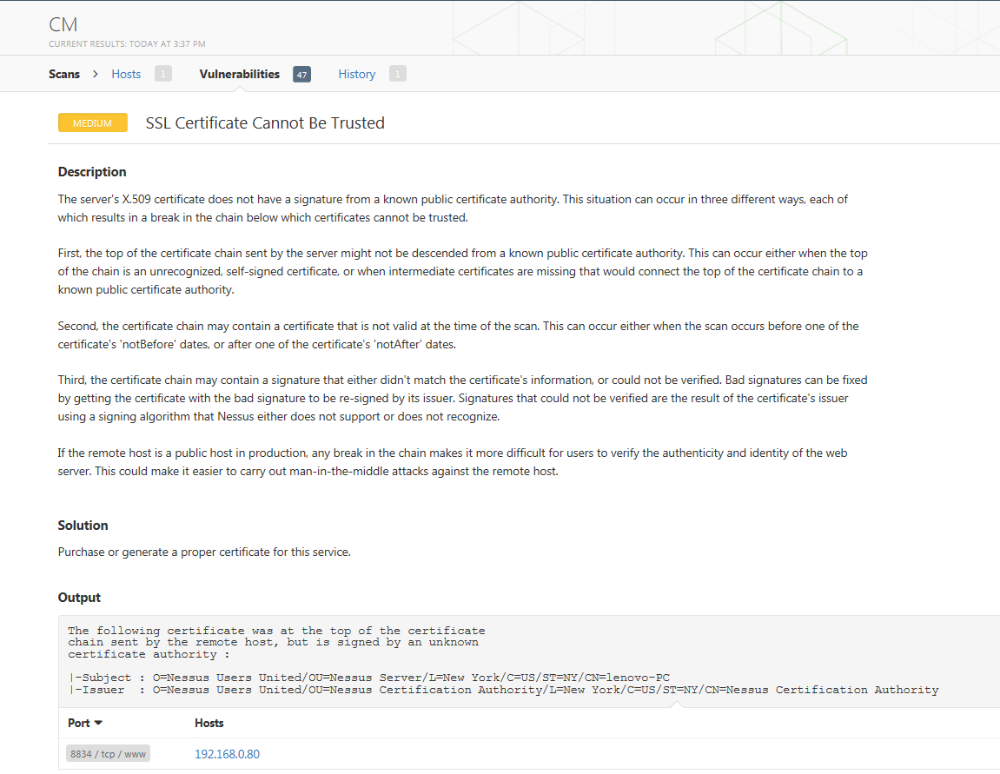 CM
CURRENT RESULTS: TODAY AT 3:37 PM
Scans > Hosts 1 Vulnerabilities 47 History 1
MEDIUM SSL Certificate Cannot Be Trusted
Description
The server's X.509 certificate does not have a signature from a known public certificate authority. This situation can occur in three different ways, each of
which results in a break in the chain below which certificates cannot be trusted.
First, the top of the certificate chain sent by the server might not be descended from a known public certificate authority. This can occur either when the top
of the chain is an unrecognized, self-signed certificate, or when intermediate certificates are missing that would connect the top of the certificate chain to a
known public certificate authority.
Second, the certificate chain may contain a certificate that is not valid at the time of the scan. This can occur either when the scan occurs before one of the
certificate's 'notBefore' dates, or after one of the certificate's 'notAfter' dates.
Third, the certificate chain may contain a signature that either didn't match the certificate's information, or could not be verified. Bad signatures can be fixed
by getting the certificate with the bad signature to be re-signed by its issuer. Signatures that could not be verified are the result of the certificate's issuer
using a signing algorithm that Nessus either does not support or does not recognize.
If the remote host is a public host in production, any break in the chain makes it more difficult for users to verify the authenticity and identity of the web
server. This could make it easier to carry out man-in-the-middle attacks against the remote host.
Solution
Purchase or generate a proper certificate for this service.
Output
The following certificate was at the top of the certificate
chain sent by the remote host, but is signed by an unknown
certificate authority :
|-Subject : O=Nessus Users United/OU=Nessus Server/L=New York/C=US/ST=NY/CN=lenovo-PC
|-Issuer : O=Nessus Users United/OU=Nessus Certification Authority/L=New York/C=US/ST=NY/CN=Nessus Certification Authority
Port Hosts
8834 / tcp / www 192.168.0.80